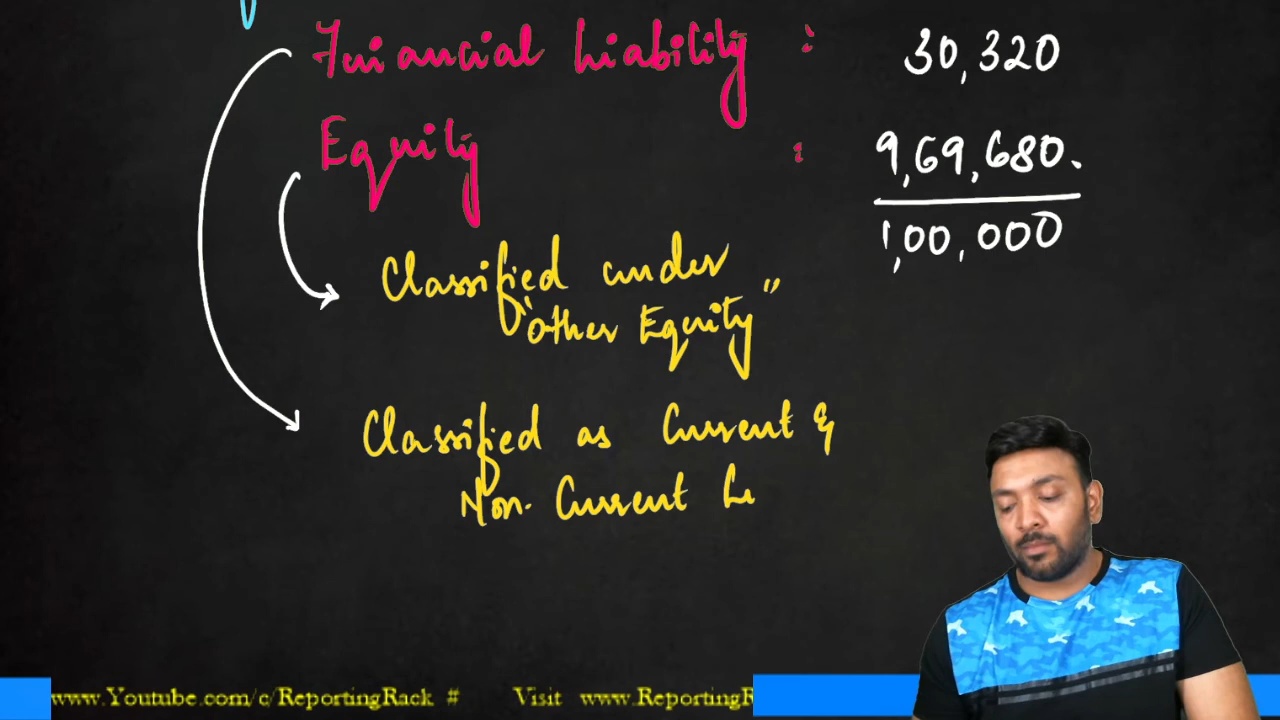 Financial Liability : 30,320
Equity : 9,69,680.
1,00,000
Classified under
"other Equity"
Classified as Current &
Non-Current
www.Youtube.com/c/ReportingRack # Visit www.ReportingR